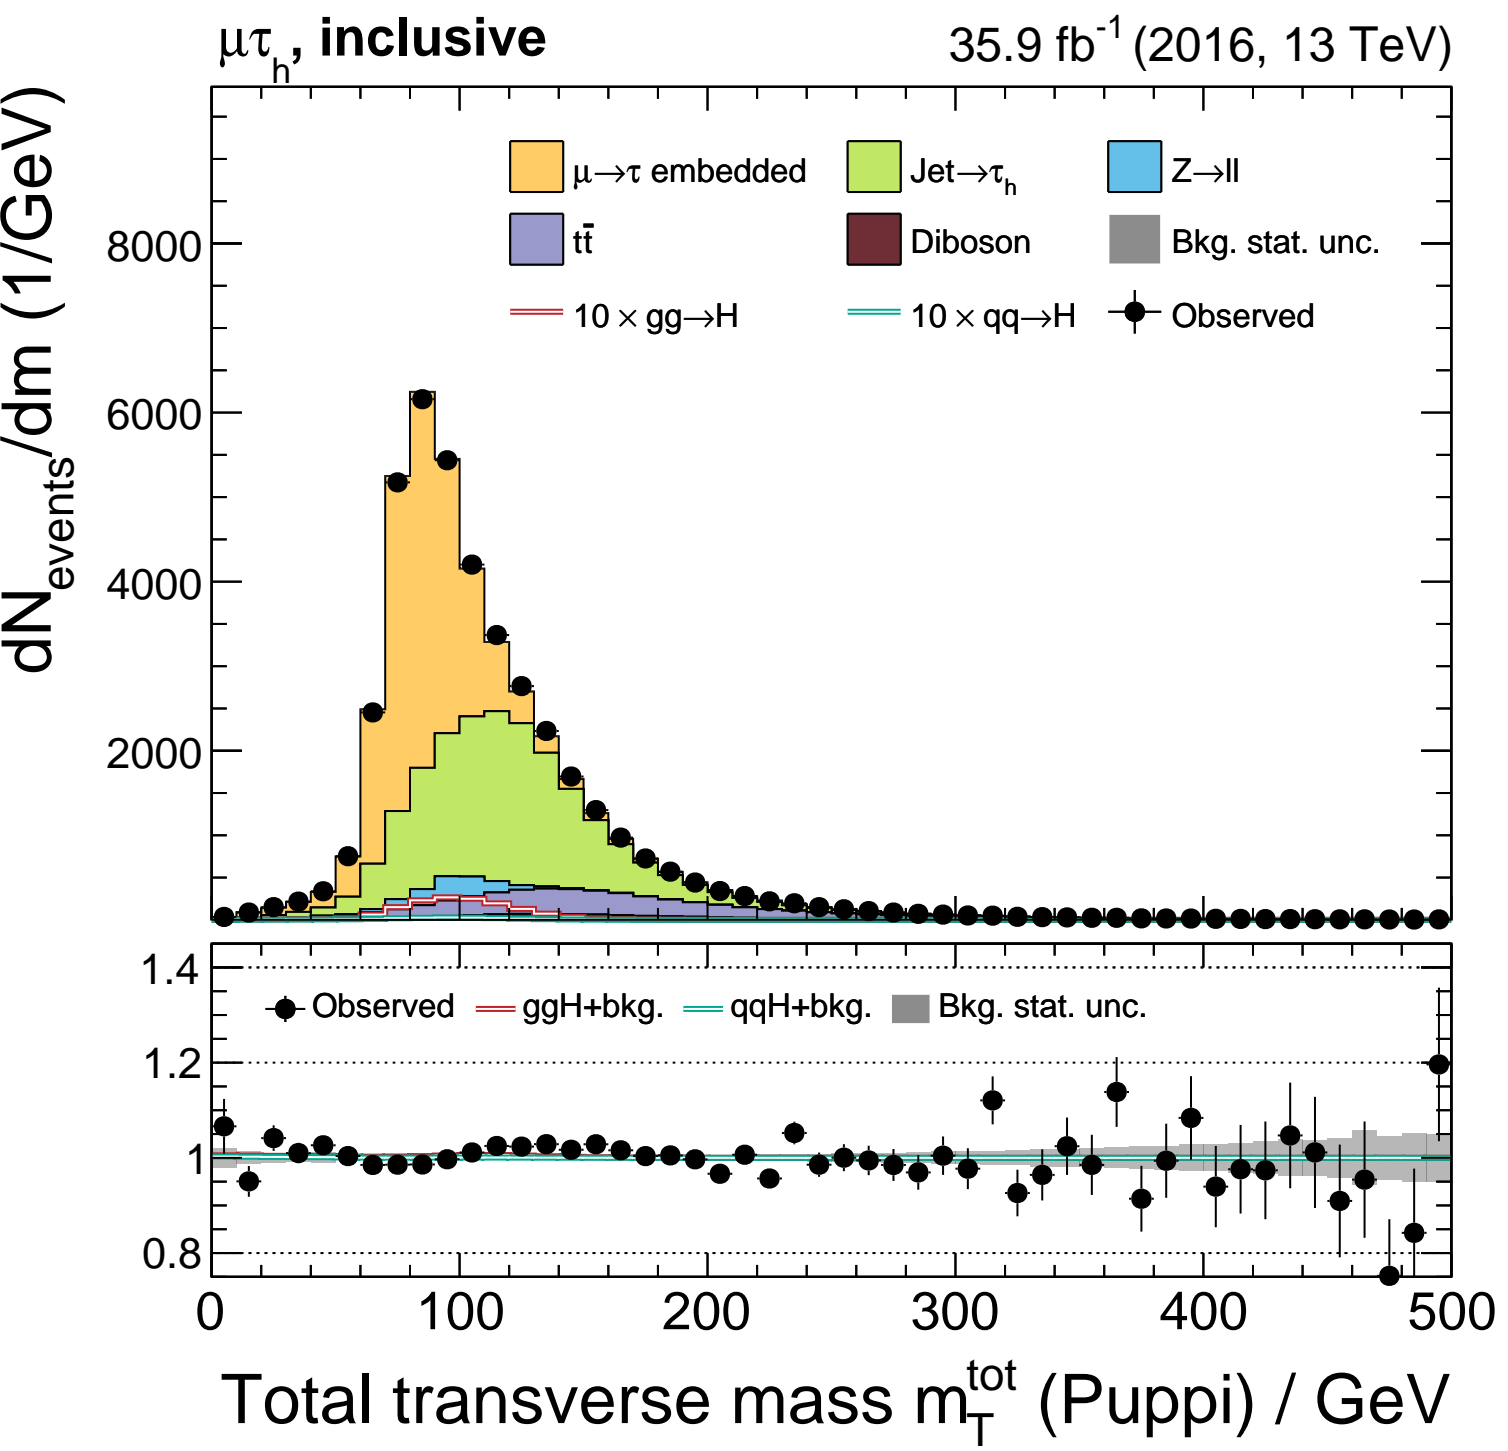 μτh, inclusive 35.9 fb-1 (2016, 13 TeV)
dNevents/dm (1/GeV)
μ→τ embedded Jet→τh Z→ll
tt̄ Diboson Bkg. stat. unc.
10 × gg→H 10 × qq→H Observed
8000
6000
4000
2000
Observed ggH+bkg. qqH+bkg. Bkg. stat. unc.
1.4
1.2
1
0.8
0 100 200 300 400 500
Total transverse mass mTtot (Puppi) / GeV